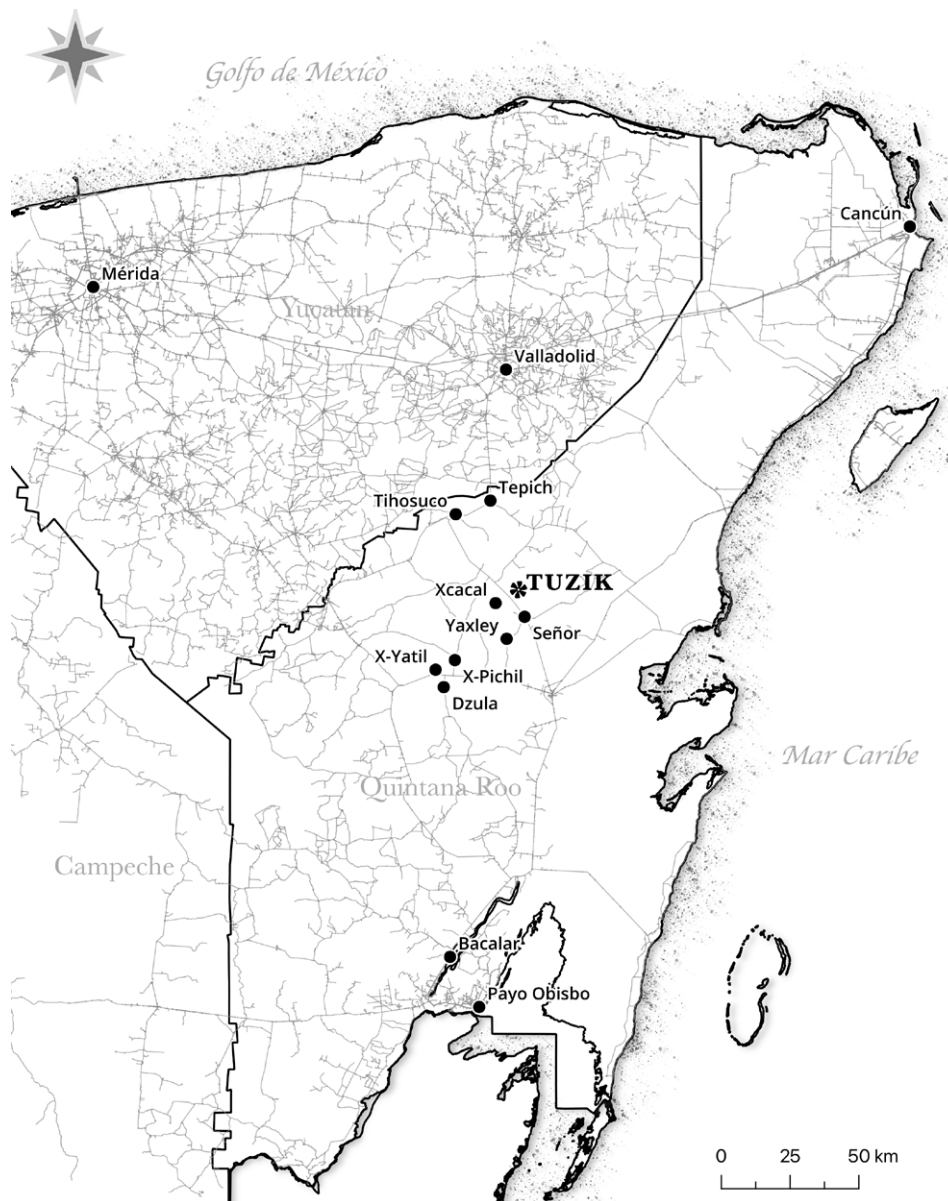 Golfo de México
Cancún
Mérida
Yucatán
Valladolid
Tepich
Tihosuco
TUZIK
Xcacal
Yaxley
Señor
X-Yatil
X-Pichil
Dzula
Mar Caribe
Quintana Roo
Campeche
Bacalar
Payo Obisbo
0 25 50 km